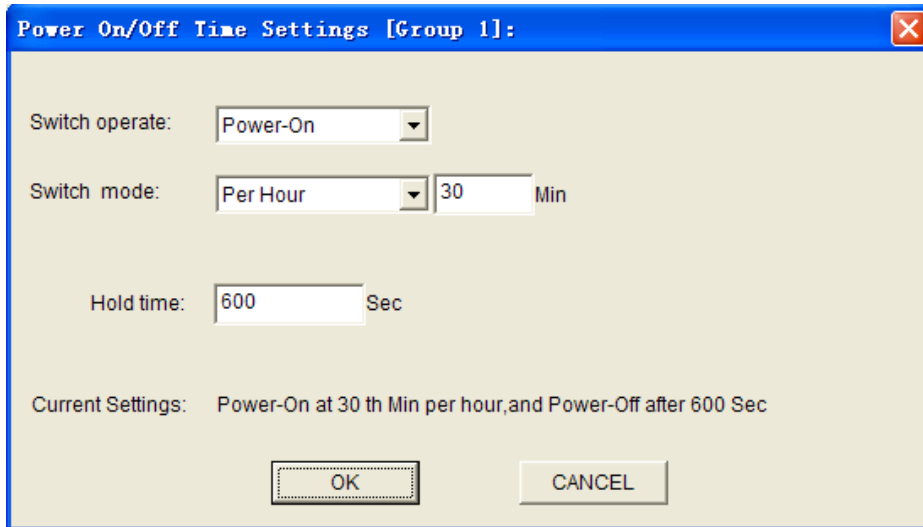 Power On/Off Time Settings [Group 1]:
Switch operate: Power-On
Switch mode: Per Hour 30 Min
Hold time: 600 Sec
Current Settings: Power-On at 30 th Min per hour,and Power-Off after 600 Sec
OK CANCEL